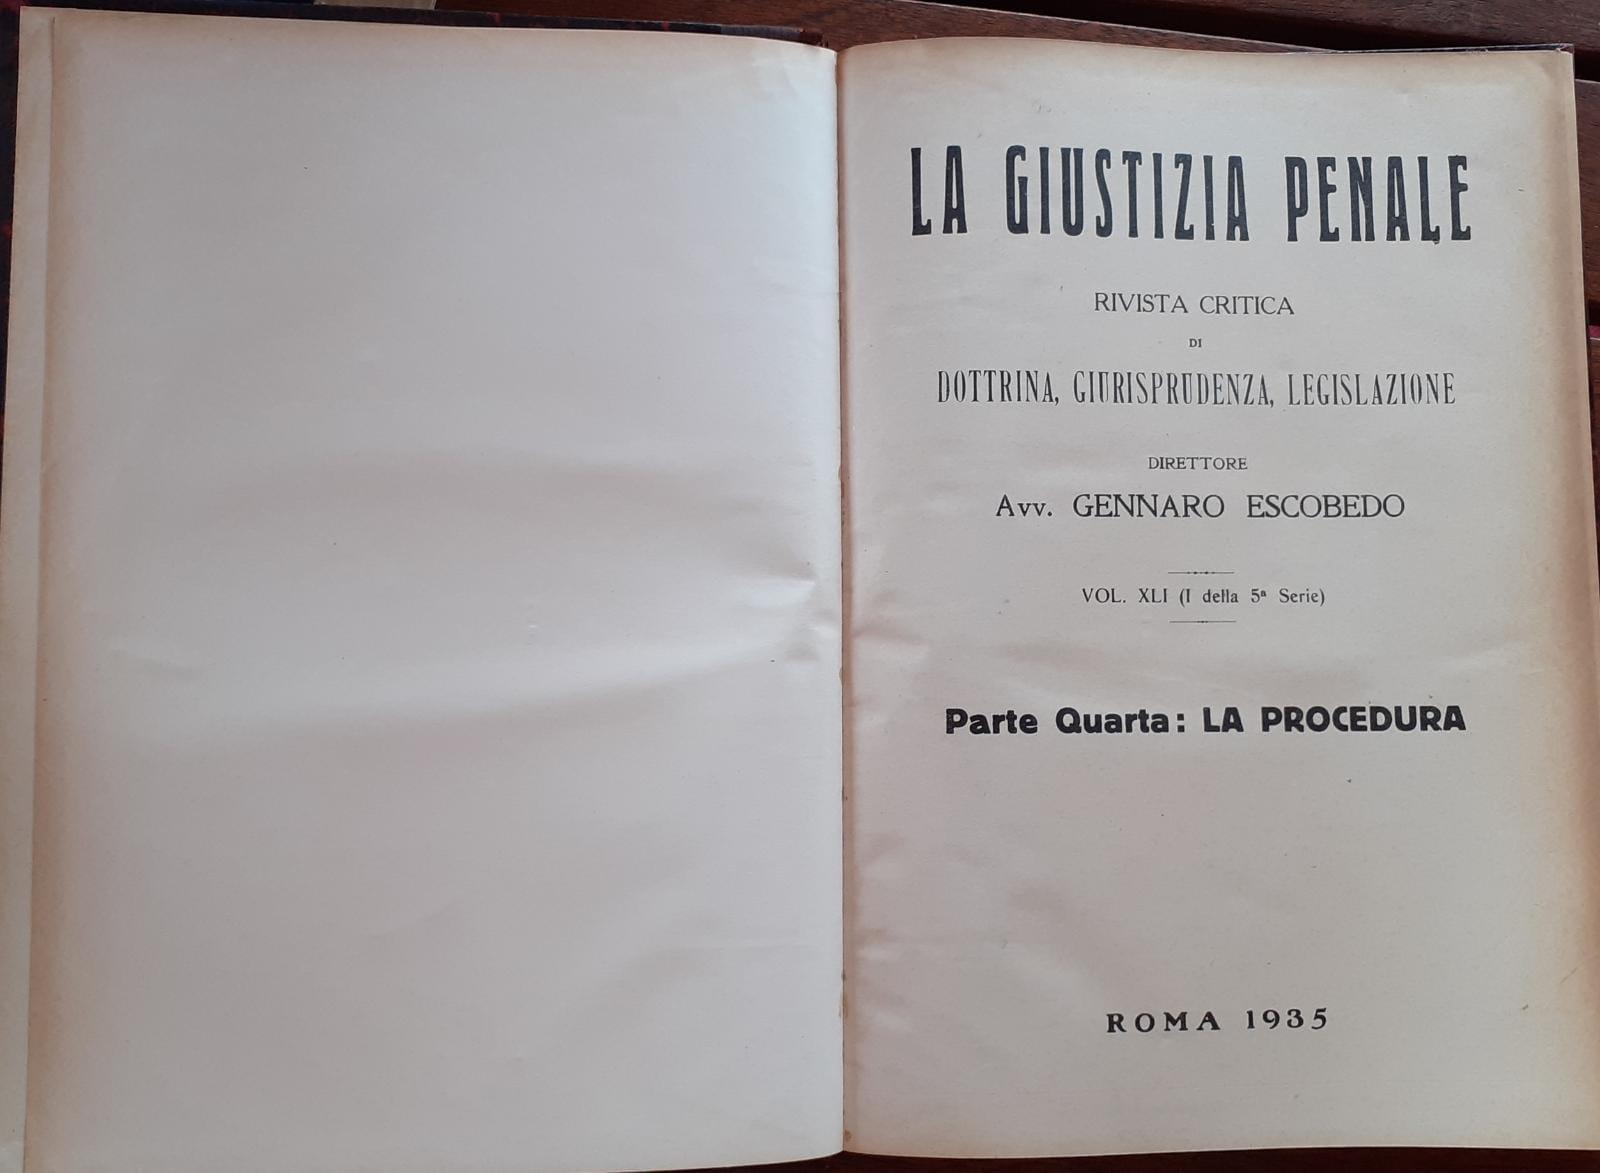 LA GIUSTIZIA PENALE
RIVISTA CRITICA
DI
DOTTRINA, GIURISPRUDENZA, LEGISLAZIONE
DIRETTORE
Avv. GENNARO ESCOBEDO
VOL. XLI (I della 5ª Serie)
Parte Quarta: LA PROCEDURA
ROMA 1935